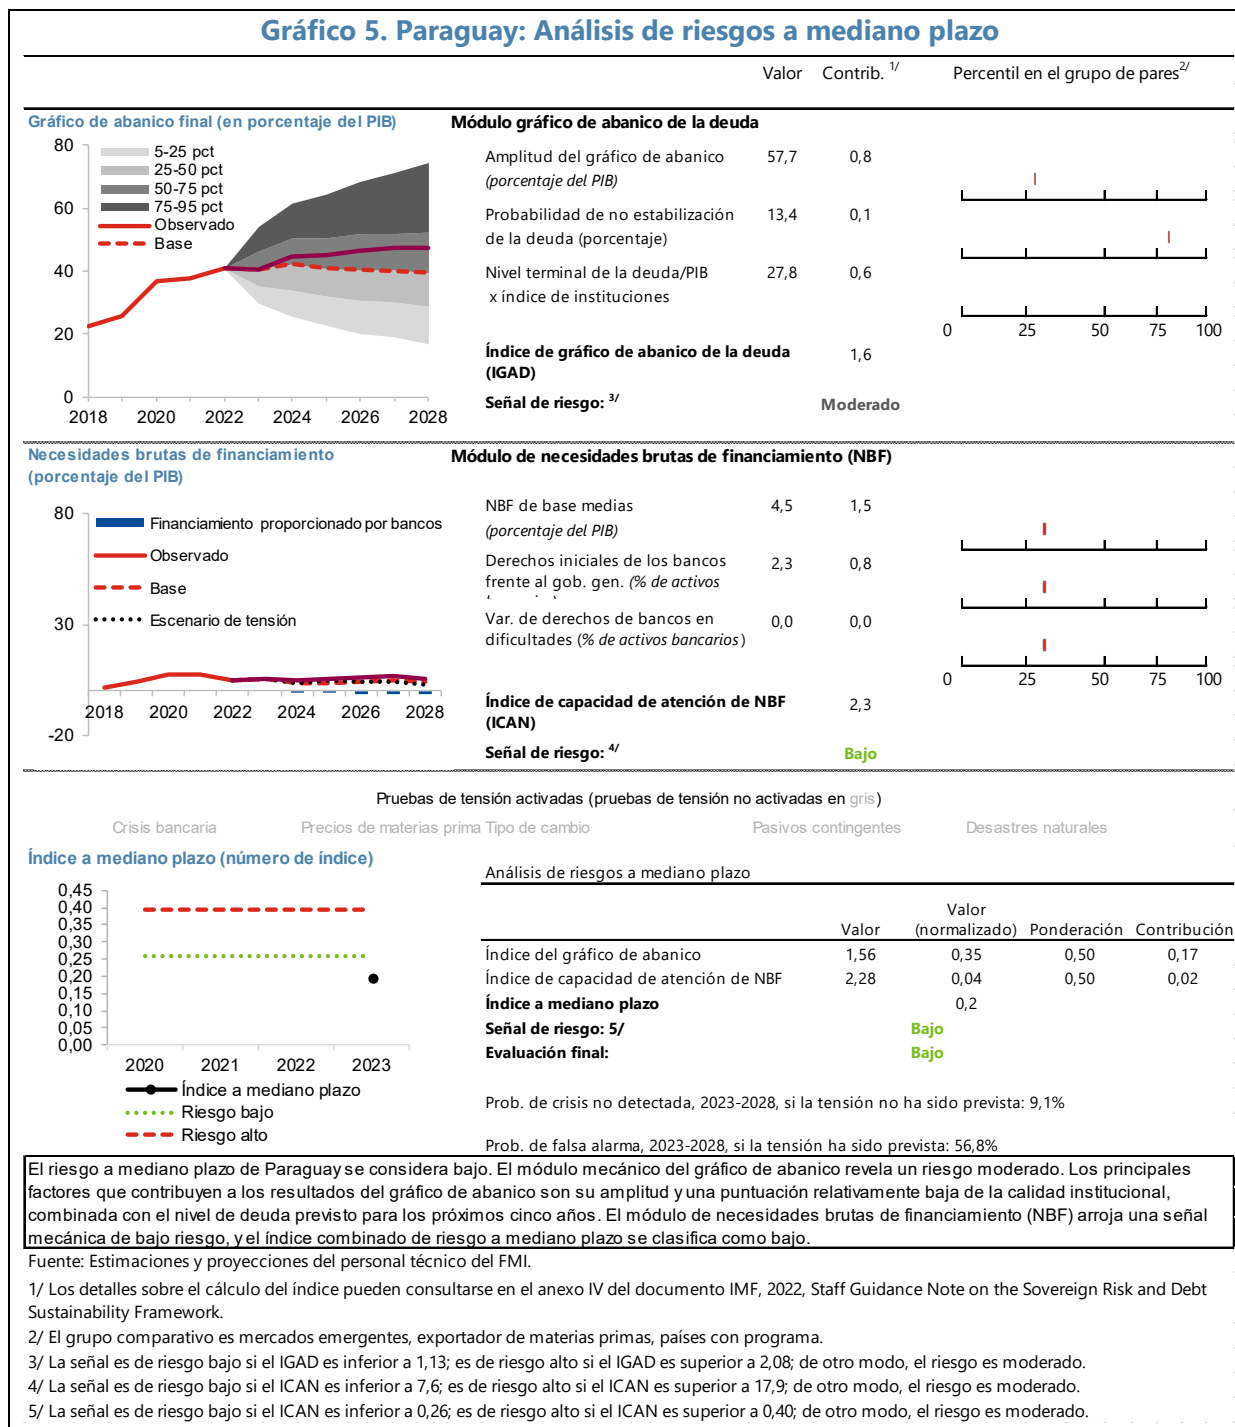 Gráfico 5. Paraguay: Análisis de riesgos a mediano plazo
Valor Contrib. 1/ Percentil en el grupo de pares2/
Gráfico de abanico final (en porcentaje del PIB)
80
60
40
20
0
5-25 pct
25-50 pct
50-75 pct
75-95 pct
Observado
Base
2018 2020 2022 2024 2026 2028
Módulo gráfico de abanico de la deuda
Amplitud del gráfico de abanico 57,7 0,8
(porcentaje del PIB)
Probabilidad de no estabilización 13,4 0,1
de la deuda (porcentaje)
Nivel terminal de la deuda/PIB 27,8 0,6
x índice de instituciones
0 25 50 75 100
Índice de gráfico de abanico de la deuda 1,6
(IGAD)
Señal de riesgo: 3/ Moderado
Necesidades brutas de financiamiento
(porcentaje del PIB)
80
30
-20
Financiamiento proporcionado por bancos
Observado
Base
Escenario de tensión
2018 2020 2022 2024 2026 2028
Módulo de necesidades brutas de financiamiento (NBF)
NBF de base medias 4,5 1,5
(porcentaje del PIB)
Derechos iniciales de los bancos 2,3 0,8
frente al gob. gen. (% de activos
Var. de derechos de bancos en 0,0 0,0
dificultades (% de activos bancarios)
0 25 50 75 100
Índice de capacidad de atención de NBF 2,3
(ICAN)
Señal de riesgo: 4/ Bajo
Pruebas de tensión activadas (pruebas de tensión no activadas en gris)
Crisis bancaria Precios de materias prima Tipo de cambio Pasivos contingentes Desastres naturales
Índice a mediano plazo (número de índice)
0,45
0,40
0,35
0,30
0,25
0,20
0,15
0,10
0,05
0,00
2020 2021 2022 2023
Índice a mediano plazo
Riesgo bajo
Riesgo alto
Análisis de riesgos a mediano plazo
Valor Valor (normalizado) Ponderación Contribución
Índice del gráfico de abanico 1,56 0,35 0,50 0,17
Índice de capacidad de atención de NBF 2,28 0,04 0,50 0,02
Índice a mediano plazo 0,2
Señal de riesgo: 5/ Bajo
Evaluación final: Bajo
Prob. de crisis no detectada, 2023-2028, si la tensión no ha sido prevista: 9,1%
Prob. de falsa alarma, 2023-2028, si la tensión ha sido prevista: 56,8%
El riesgo a mediano plazo de Paraguay se considera bajo. El módulo mecánico del gráfico de abanico revela un riesgo moderado. Los principales
factores que contribuyen a los resultados del gráfico de abanico son su amplitud y una puntuación relativamente baja de la calidad institucional,
combinada con el nivel de deuda previsto para los próximos cinco años. El módulo de necesidades brutas de financiamiento (NBF) arroja una señal
mecánica de bajo riesgo, y el índice combinado de riesgo a mediano plazo se clasifica como bajo.
Fuente: Estimaciones y proyecciones del personal técnico del FMI.
1/ Los detalles sobre el cálculo del índice pueden consultarse en el anexo IV del documento IMF, 2022, Staff Guidance Note on the Sovereign Risk and Debt
Sustainability Framework.
2/ El grupo comparativo es mercados emergentes, exportador de materias primas, países con programa.
3/ La señal es de riesgo bajo si el IGAD es inferior a 1,13; es de riesgo alto si el IGAD es superior a 2,08; de otro modo, el riesgo es moderado.
4/ La señal es de riesgo bajo si el ICAN es inferior a 7,6; es de riesgo alto si el ICAN es superior a 17,9; de otro modo, el riesgo es moderado.
5/ La señal es de riesgo bajo si el ICAN es inferior a 0,26; es de riesgo alto si el ICAN es superior a 0,40; de otro modo, el riesgo es moderado.